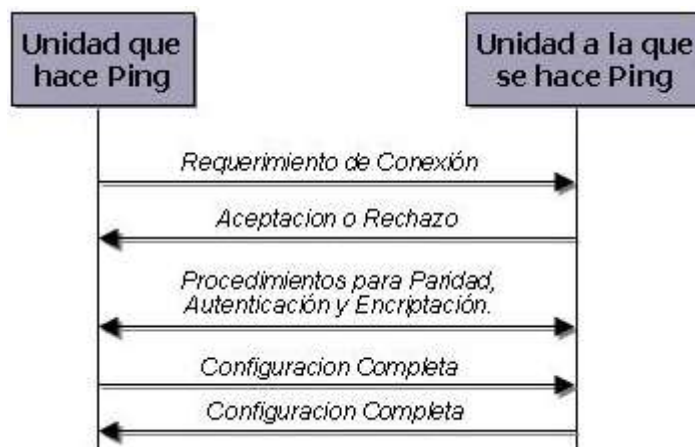 Unidad que
hace Ping
Unidad a la que
se hace Ping
Requerimiento de Conexión
Aceptacion o Rechazo
Procedimientos para Paridad,
Autenticación y Encriptación.
Configuracion Completa
Configuracion Completa